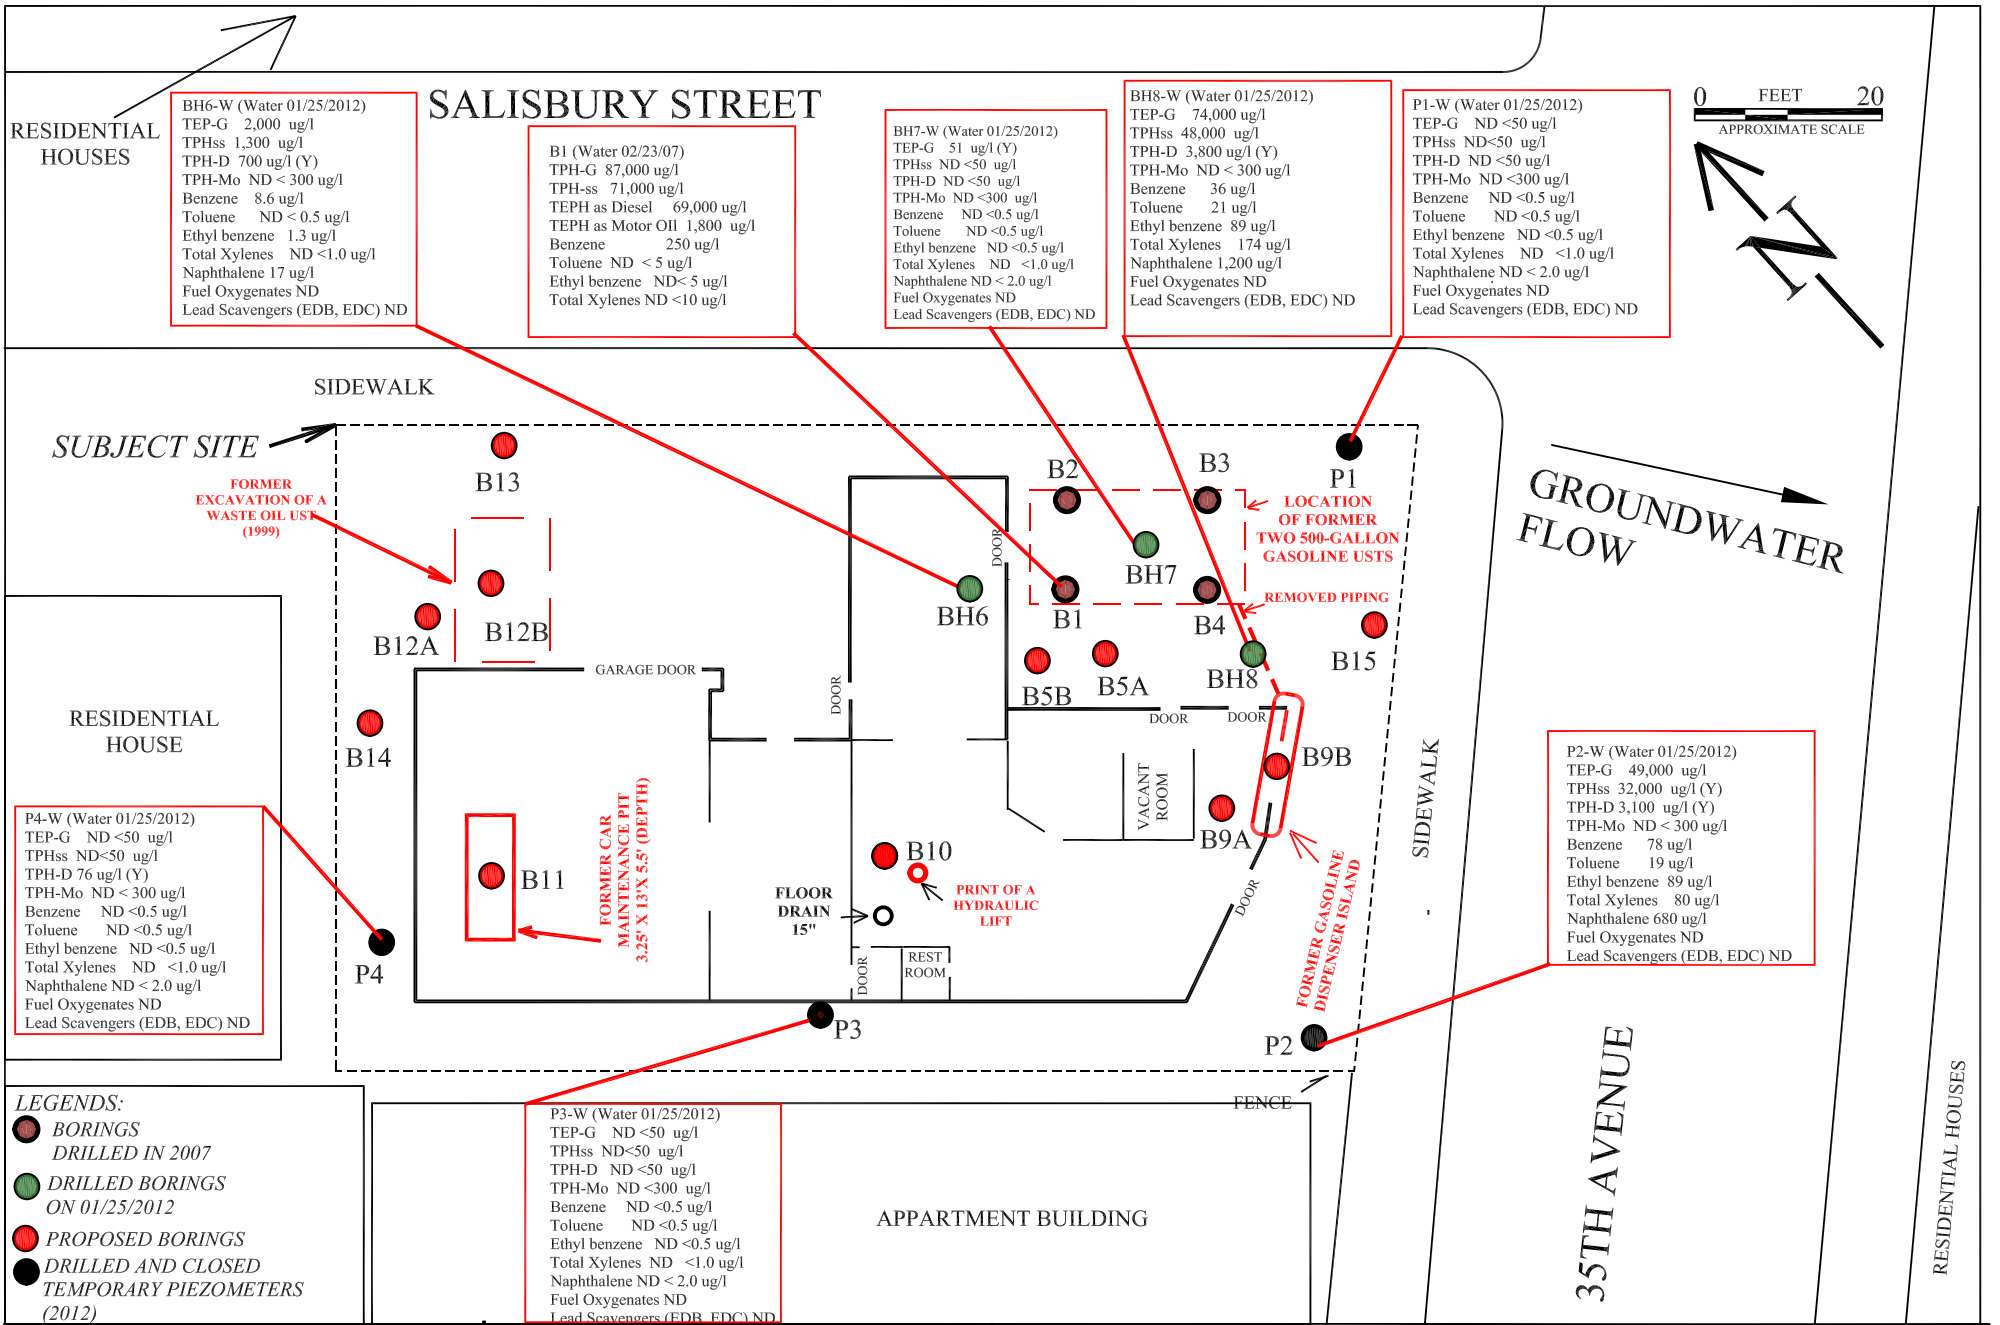 RESIDENTIAL
HOUSES
BH6-W (Water 01/25/2012)
TEP-G 2,000 ug/l
TPHss 1,300 ug/l
TPH-D 700 ug/l (Y)
TPH-Mo ND < 300 ug/l
Benzene 8.6 ug/l
Toluene ND < 0.5 ug/l
Ethyl benzene 1.3 ug/l
Total Xylenes ND <1.0 ug/l
Naphthalene 17 ug/l
Fuel Oxygenates ND
Lead Scavengers (EDB, EDC) ND
SALISBURY STREET
B1 (Water 02/23/07)
TPH-G 87,000 ug/l
TPH-ss 71,000 ug/l
TEPH as Diesel 69,000 ug/l
TEPH as Motor OIl 1,800 ug/l
Benzene 250 ug/l
Toluene ND < 5 ug/l
Ethyl benzene ND< 5 ug/l
Total Xylenes ND <10 ug/l
BH7-W (Water 01/25/2012)
TEP-G 51 ug/l (Y)
TPHss ND <50 ug/l
TPH-D ND <50 ug/l
TPH-Mo ND <300 ug/l
Benzene ND <0.5 ug/l
Toluene ND <0.5 ug/l
Ethyl benzene ND <0.5 ug/l
Total Xylenes ND <1.0 ug/l
Naphthalene ND < 2.0 ug/l
Fuel Oxygenates ND
Lead Scavengers (EDB, EDC) ND
BH8-W (Water 01/25/2012)
TEP-G 74,000 ug/l
TPHss 48,000 ug/l
TPH-D 3,800 ug/l (Y)
TPH-Mo ND < 300 ug/l
Benzene 36 ug/l
Toluene 21 ug/l
Ethyl benzene 89 ug/l
Total Xylenes 174 ug/l
Naphthalene 1,200 ug/l
Fuel Oxygenates ND
Lead Scavengers (EDB, EDC) ND
P1-W (Water 01/25/2012)
TEP-G ND <50 ug/l
TPHss ND<50 ug/l
TPH-D ND <50 ug/l
TPH-Mo ND <300 ug/l
Benzene ND <0.5 ug/l
Toluene ND <0.5 ug/l
Ethyl benzene ND <0.5 ug/l
Total Xylenes ND <1.0 ug/l
Naphthalene ND < 2.0 ug/l
Fuel Oxygenates ND
Lead Scavengers (EDB, EDC) ND
0 FEET 20
APPROXIMATE SCALE
N
SIDEWALK
SUBJECT SITE
FORMER
EXCAVATION OF A
WASTE OIL UST
(1999)
B13
B12A
B12B
B14
GARAGE DOOR
DOOR
DOOR
BH6
B2
B3
BH7
B1
B4
LOCATION
OF FORMER
TWO 500-GALLON
GASOLINE USTS
REMOVED PIPING
P1
B15
B5B
B5A
BH8
DOOR
DOOR
GROUNDWATER
FLOW
RESIDENTIAL
HOUSE
B11
FORMER CAR
MAINTENANCE PIT
3.25' X 13'X 5.5' (DEPTH)
VACANT
ROOM
B9B
B9A
B10
PRINT OF A
HYDRAULIC
LIFT
FLOOR
DRAIN
15"
DOOR
REST
ROOM
DOOR
FORMER GASOLINE
DISPENSER ISLAND
SIDEWALK
P2-W (Water 01/25/2012)
TEP-G 49,000 ug/l
TPHss 32,000 ug/l (Y)
TPH-D 3,100 ug/l (Y)
TPH-Mo ND < 300 ug/l
Benzene 78 ug/l
Toluene 19 ug/l
Ethyl benzene 89 ug/l
Total Xylenes 80 ug/l
Naphthalene 680 ug/l
Fuel Oxygenates ND
Lead Scavengers (EDB, EDC) ND
P4-W (Water 01/25/2012)
TEP-G ND <50 ug/l
TPHss ND<50 ug/l
TPH-D 76 ug/l (Y)
TPH-Mo ND < 300 ug/l
Benzene ND <0.5 ug/l
Toluene ND <0.5 ug/l
Ethyl benzene ND <0.5 ug/l
Total Xylenes ND <1.0 ug/l
Naphthalene ND < 2.0 ug/l
Fuel Oxygenates ND
Lead Scavengers (EDB, EDC) ND
P4
P3
P2
FENCE
35TH AVENUE
RESIDENTIAL HOUSES
LEGENDS:
BORINGS
DRILLED IN 2007
DRILLED BORINGS
ON 01/25/2012
PROPOSED BORINGS
DRILLED AND CLOSED
TEMPORARY PIEZOMETERS
(2012)
P3-W (Water 01/25/2012)
TEP-G ND <50 ug/l
TPHss ND<50 ug/l
TPH-D ND <50 ug/l
TPH-Mo ND <300 ug/l
Benzene ND <0.5 ug/l
Toluene ND <0.5 ug/l
Ethyl benzene ND <0.5 ug/l
Total Xylenes ND <1.0 ug/l
Naphthalene ND < 2.0 ug/l
Fuel Oxygenates ND
Lead Scavengers (EDB, EDC) ND
APPARTMENT BUILDING